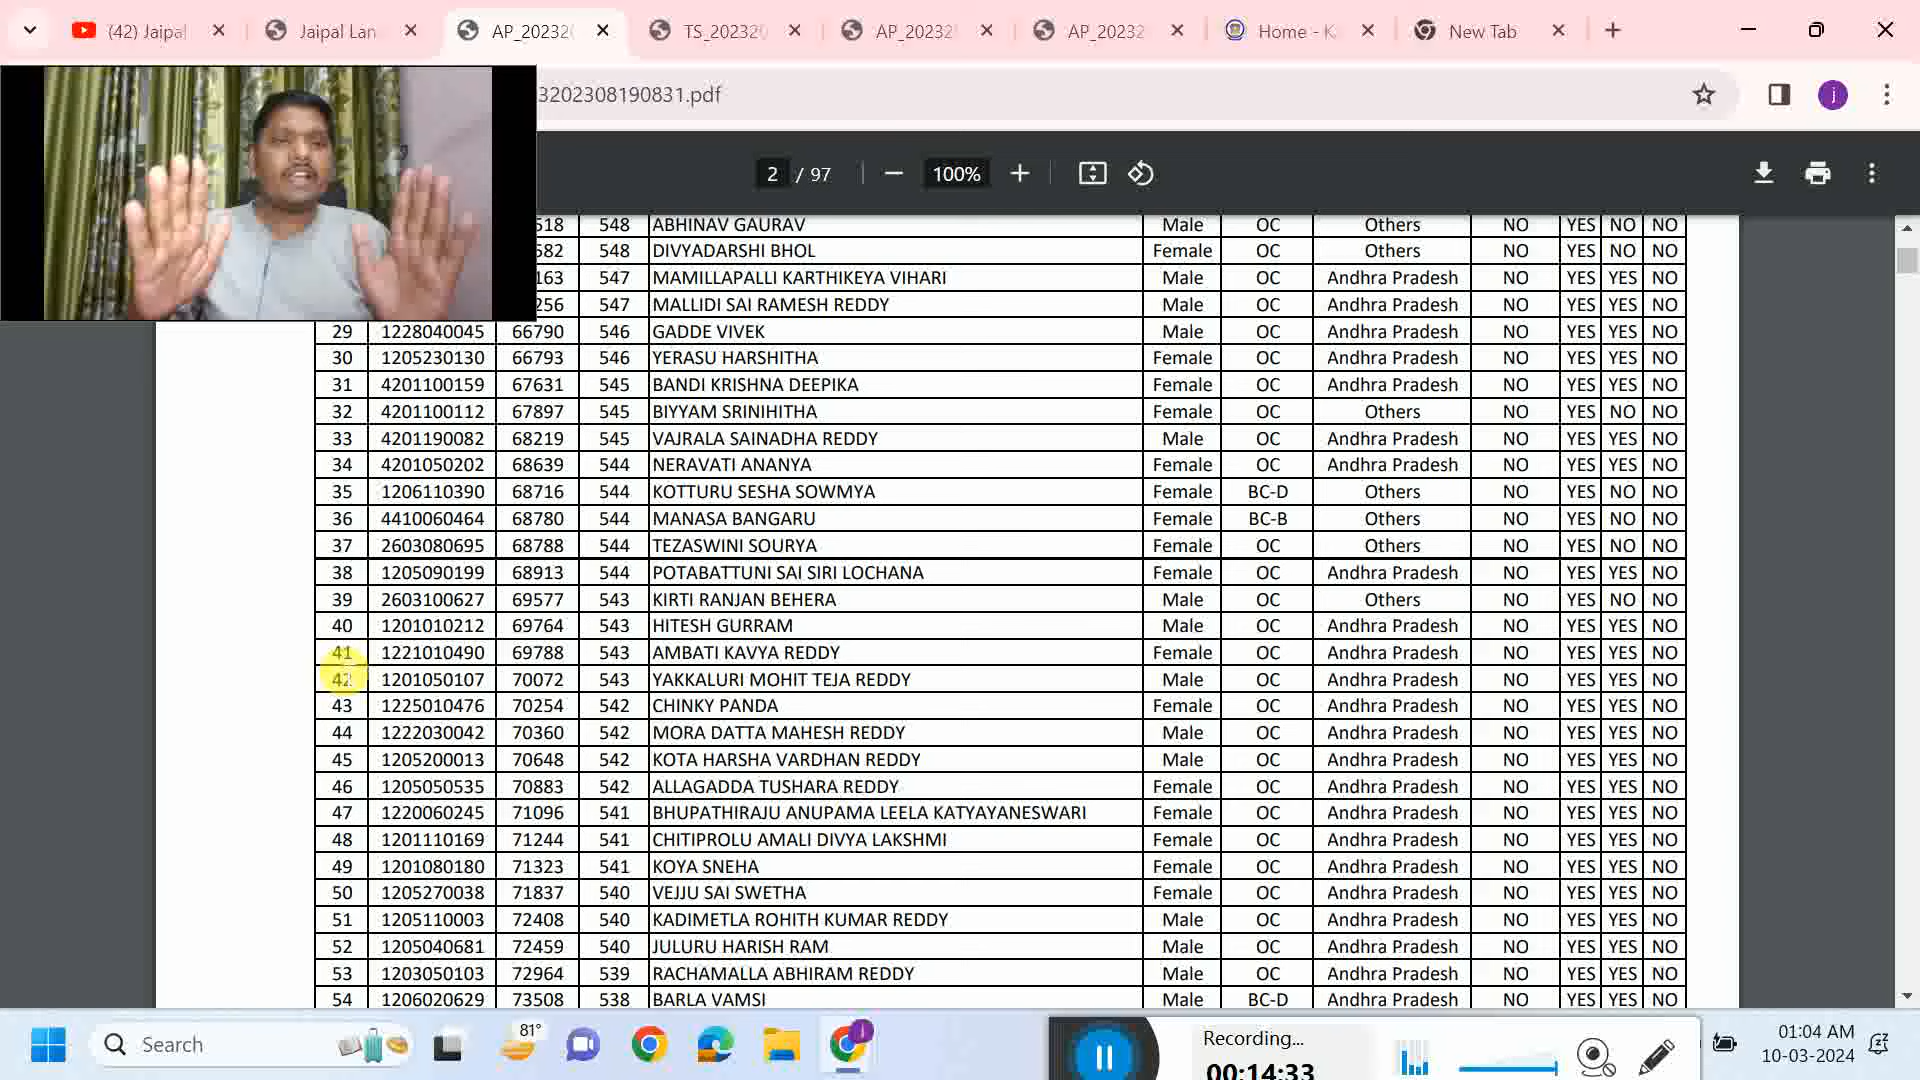 (42) Jaipal
Jaipal Lan
AP_20232
TS_20232
AP_20232
AP_20232
Home - K
New Tab
3202308190831.pdf
j
2 / 97
100%
518 548 ABHINAV GAURAV Male OC Others NO YES NO NO
582 548 DIVYADARSHI BHOL Female OC Others NO YES NO NO
163 547 MAMILLAPALLI KARTHIKEYA VIHARI Male OC Andhra Pradesh NO YES YES NO
256 547 MALLIDI SAI RAMESH REDDY Male OC Andhra Pradesh NO YES YES NO
29 1228040045 66790 546 GADDE VIVEK Male OC Andhra Pradesh NO YES YES NO
30 1205230130 66793 546 YERASU HARSHITHA Female OC Andhra Pradesh NO YES YES NO
31 4201100159 67631 545 BANDI KRISHNA DEEPIKA Female OC Andhra Pradesh NO YES YES NO
32 4201100112 67897 545 BIYYAM SRINIHITHA Female OC Others NO YES NO NO
33 4201190082 68219 545 VAJRALA SAINADHA REDDY Male OC Andhra Pradesh NO YES YES NO
34 4201050202 68639 544 NERAVATI ANANYA Female OC Andhra Pradesh NO YES YES NO
35 1206110390 68716 544 KOTTURU SESHA SOWMYA Female BC-D Others NO YES NO NO
36 4410060464 68780 544 MANASA BANGARU Female BC-B Others NO YES NO NO
37 2603080695 68788 544 TEZASWINI SOURYA Female OC Others NO YES NO NO
38 1205090199 68913 544 POTABATTUNI SAI SIRI LOCHANA Female OC Andhra Pradesh NO YES YES NO
39 2603100627 69577 543 KIRTI RANJAN BEHERA Male OC Others NO YES NO NO
40 1201010212 69764 543 HITESH GURRAM Male OC Andhra Pradesh NO YES YES NO
41 1221010490 69788 543 AMBATI KAVYA REDDY Female OC Andhra Pradesh NO YES YES NO
42 1201050107 70072 543 YAKKALURI MOHIT TEJA REDDY Male OC Andhra Pradesh NO YES YES NO
43 1225010476 70254 542 CHINKY PANDA Female OC Andhra Pradesh NO YES YES NO
44 1222030042 70360 542 MORA DATTA MAHESH REDDY Male OC Andhra Pradesh NO YES YES NO
45 1205200013 70648 542 KOTA HARSHA VARDHAN REDDY Male OC Andhra Pradesh NO YES YES NO
46 1205050535 70883 542 ALLAGADDA TUSHARA REDDY Female OC Andhra Pradesh NO YES YES NO
47 1220060245 71096 541 BHUPATHIRAJU ANUPAMA LEELA KATYAYANESWARI Female OC Andhra Pradesh NO YES YES NO
48 1201110169 71244 541 CHITIPROLU AMALI DIVYA LAKSHMI Female OC Andhra Pradesh NO YES YES NO
49 1201080180 71323 541 KOYA SNEHA Female OC Andhra Pradesh NO YES YES NO
50 1205270038 71837 540 VEJJU SAI SWETHA Female OC Andhra Pradesh NO YES YES NO
51 1205110003 72408 540 KADIMETLA ROHITH KUMAR REDDY Male OC Andhra Pradesh NO YES YES NO
52 1205040681 72459 540 JULURU HARISH RAM Male OC Andhra Pradesh NO YES YES NO
53 1203050103 72964 539 RACHAMALLA ABHIRAM REDDY Male OC Andhra Pradesh NO YES YES NO
54 1206020629 73508 538 BARLA VAMSI Male BC-D Andhra Pradesh NO YES YES NO
Search
81°
J
Recording...
00:14:33
01:04 AM
10-03-2024